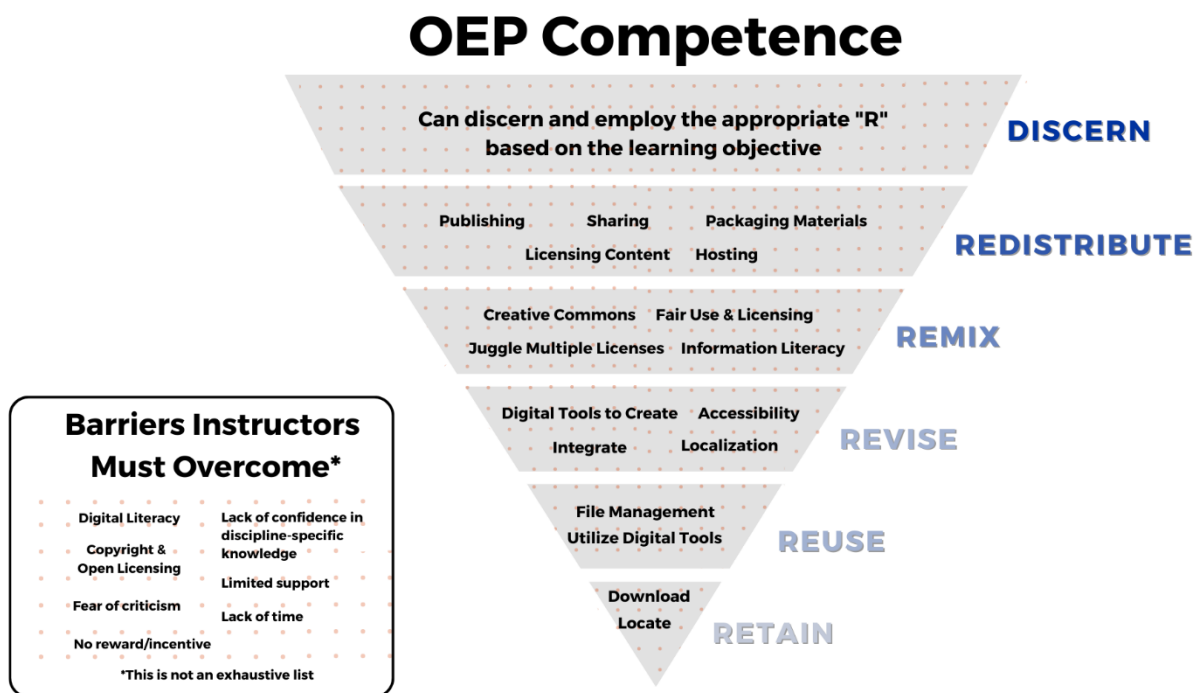 OEP Competence
Can discern and employ the appropriate "R"
based on the learning objective
DISCERN
Publishing Sharing Packaging Materials
Licensing Content Hosting
REDISTRIBUTE
Creative Commons Fair Use & Licensing
Juggle Multiple Licenses Information Literacy
REMIX
Digital Tools to Create Accessibility
Integrate Localization
REVISE
File Management
Utilize Digital Tools
REUSE
Download
Locate
RETAIN
Barriers Instructors
Must Overcome*
Digital Literacy
Copyright &
Open Licensing
Fear of criticism
No reward/incentive
Lack of confidence in
discipline-specific
knowledge
Limited support
Lack of time
*This is not an exhaustive list